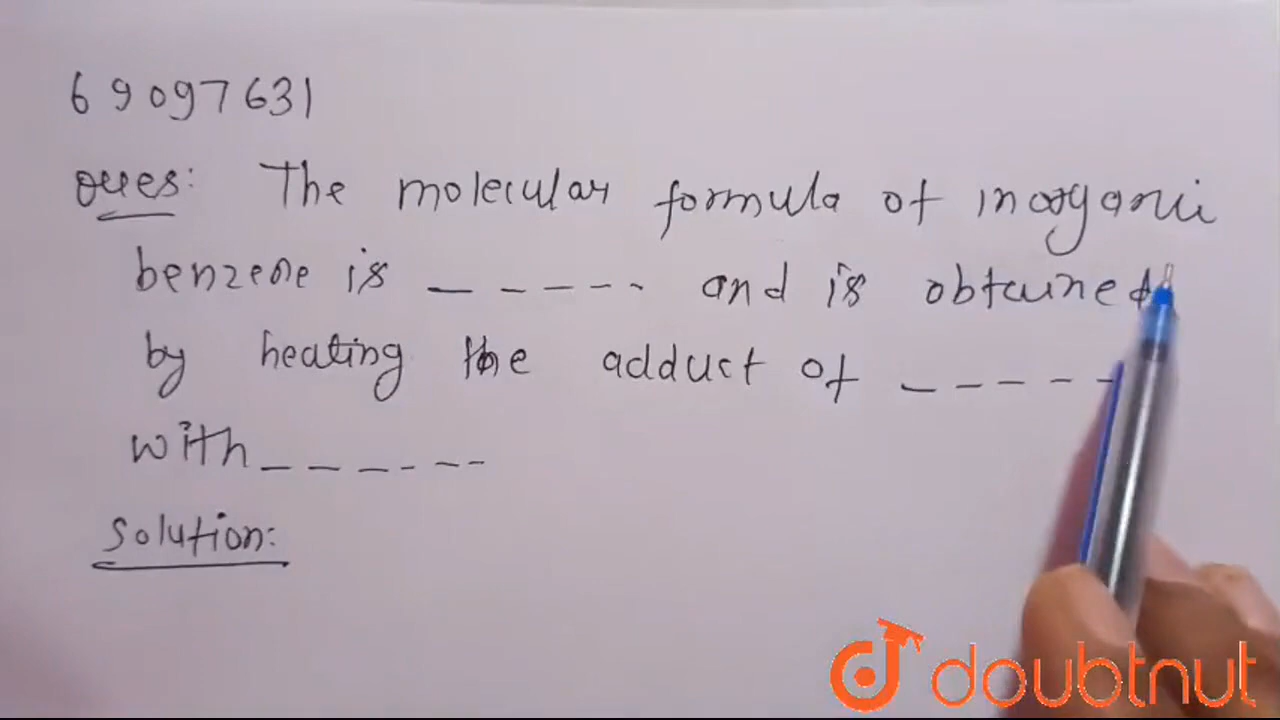 69097631
Ques: The molecular formula of inorganic
benzene is _ _ _ _ _ and is obtained
by heating the adduct of _ _ _ _ _
with _ _ _ _ _ _
Solution:
doubtnut